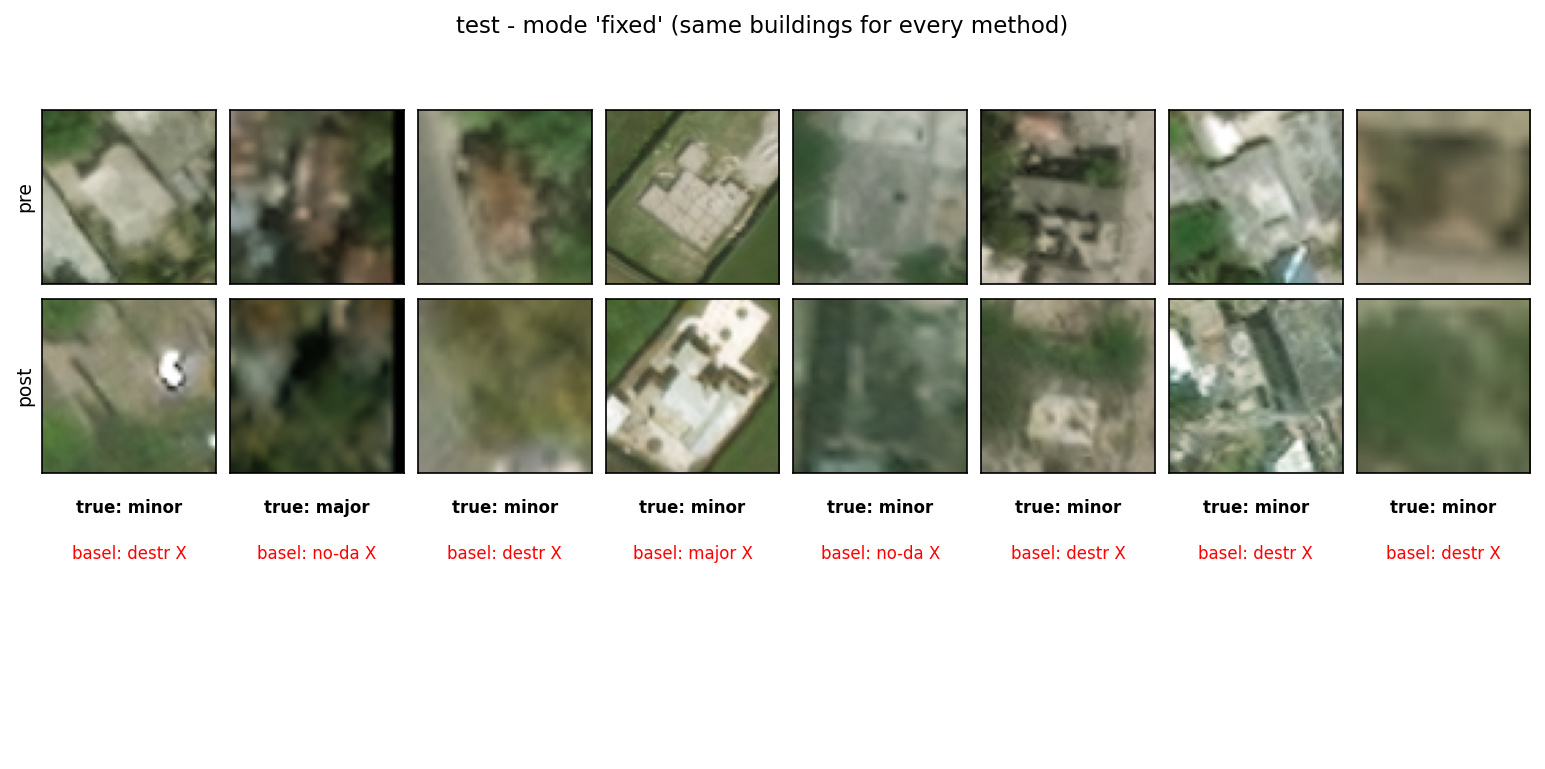 test - mode 'fixed' (same buildings for every method)
pre
post
true: minor true: major true: minor true: minor true: minor true: minor true: minor true: minor
basel: destr X basel: no-da X basel: destr X basel: major X basel: no-da X basel: destr X basel: destr X basel: destr X